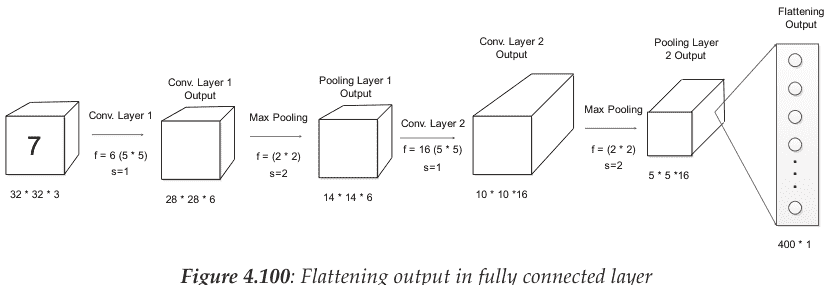 Flattening
Output
Conv. Layer 2
Output
Pooling Layer
2 Output
Conv. Layer 1
Output
Pooling Layer 1
Output
Conv. Layer 1
Max Pooling
Conv. Layer 2
Max Pooling
7
f = 6 (5 * 5)
s=1
f = (2 * 2)
s=2
f = 16 (5 * 5)
s=1
f = (2 * 2)
s=2
32 * 32 * 3
28 * 28 * 6
14 * 14 * 6
10 * 10 *16
5 * 5 *16
400 * 1
Figure 4.100: Flattening output in fully connected layer